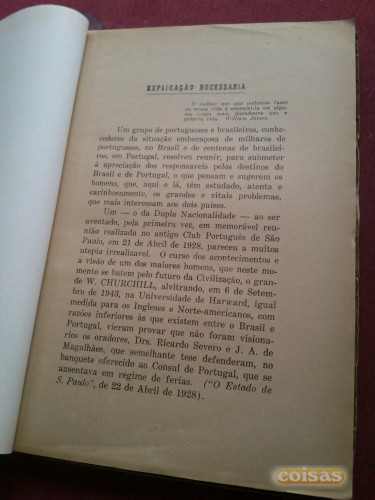 EXPLICAÇÃO NECESSARIA
O melhor uso que podemos fazer
da nossa vida é consumi-la em algu-
ma cousa mais duradoura que a
propria vida. William James
Um grupo de portugueses e brasileiros, conhe-
cedores da situação embaraçosa de milhares de
portugueses, no Brasil e de centenas de brasilei-
ros, em Portugal, resolveu reunir, para submeter
á apreciação dos responsaveis pelos destinos do
Brasil e de Portugal, o que pensam e sugerem os
homens, que, aqui e lá, têm estudado, atenta e
carinhosamente, os grandes e vitais problemas,
que mais interessam aos dois países.
Um — o da Dupla Nacionalidade — ao ser
aventado, pela primeira vez, em memorável reu-
nião realizada no antigo Club Português de São
Paulo, em 21 de Abril de 1928, pareceu a muitos
utopia irrealizavel. O curso dos acontecimentos e
a visão de um dos maiores homens, que neste mo-
mento se batem pelo futuro da Civilização, o gran-
de W. CHURCHILL, alvitrando, em 6 de Setem-
bro de 1943, na Universidade de Harward, igual
medida para os Ingleses e Norte-americanos, com
razões inferiores ás que existem entre o Brasil e
Portugal, vieram provar que não foram visiona-
rios os oradores, Drs. Ricardo Severo e J. A. de
Magalhães, que semelhante tese defenderam, no
banquete oferecido ao Consul de Portugal, que se
ausentava em regime de ferias. ("O Estado de
S. Paulo", de 22 de Abril de 1928).
coisas